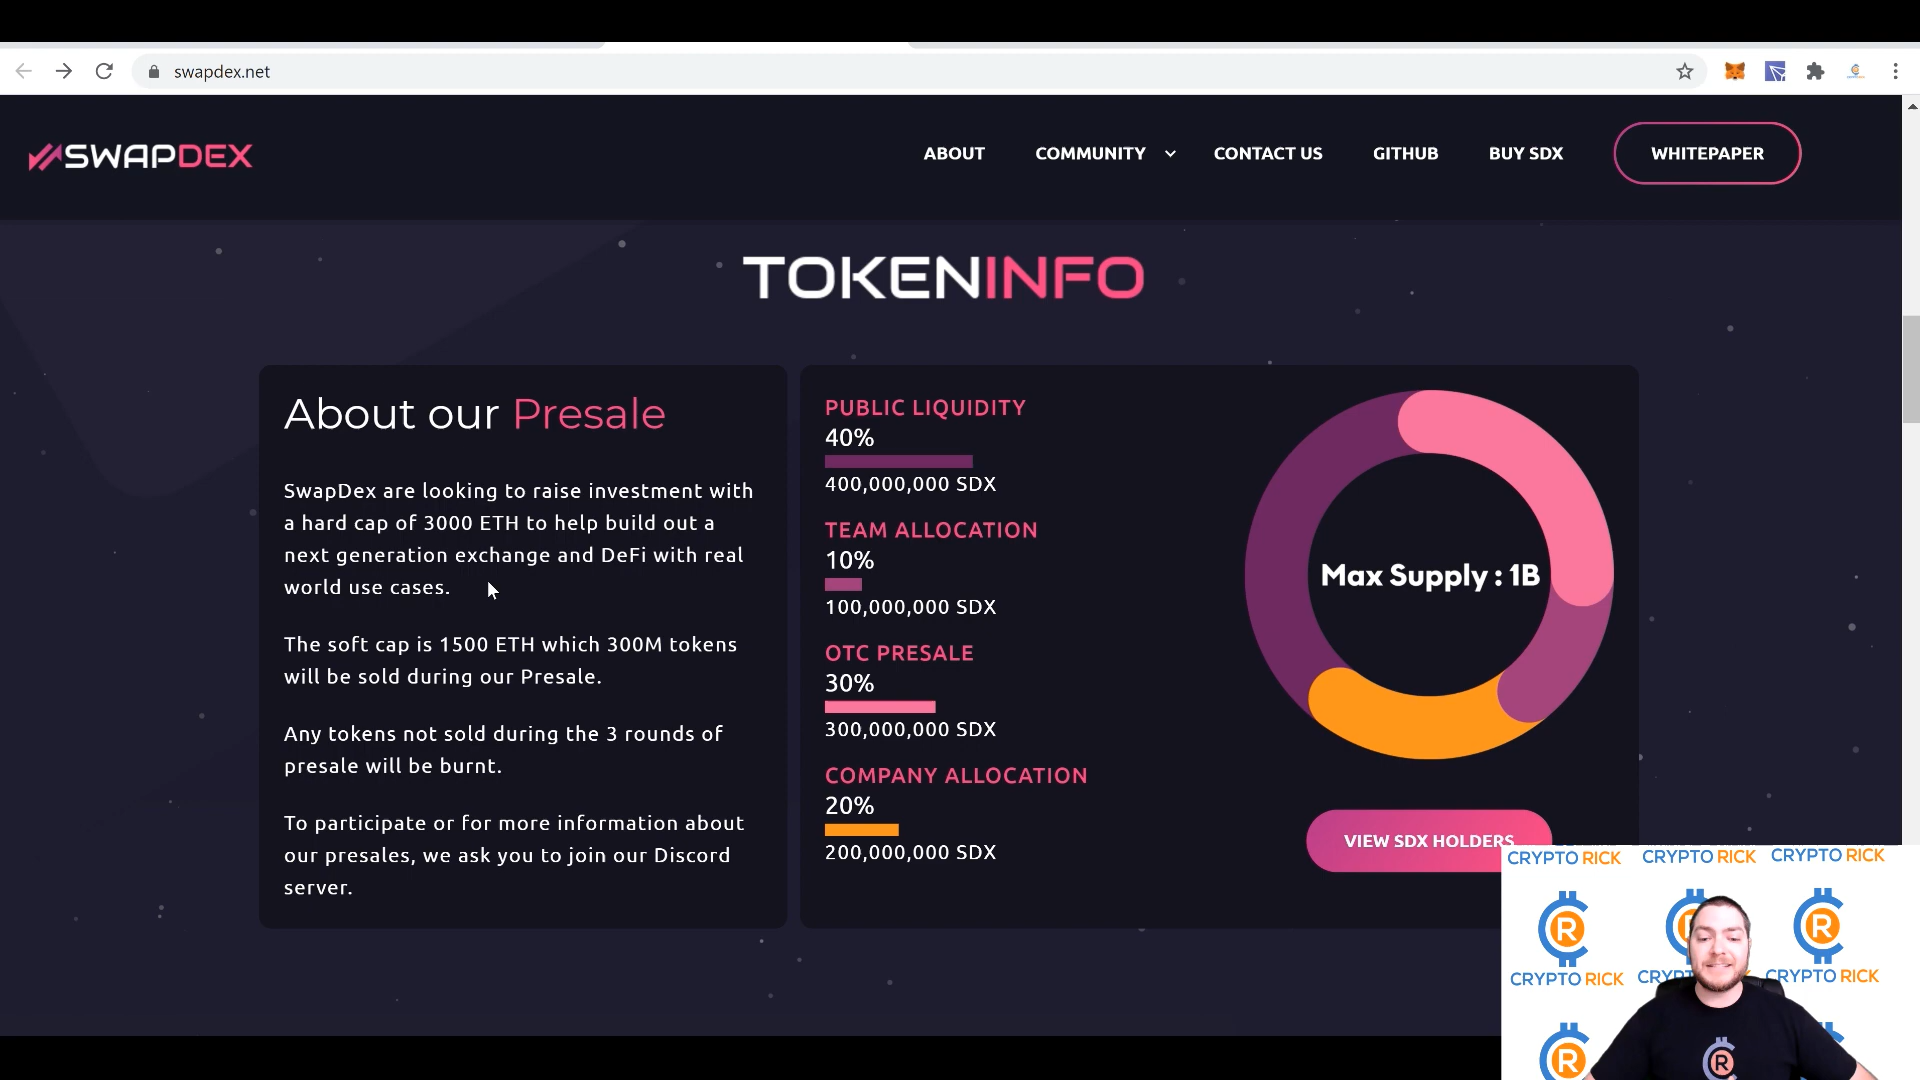 swapdex.net
SWAPDEX
ABOUT
COMMUNITY
CONTACT US
GITHUB
BUY SDX
WHITEPAPER
TOKENINFO
About our Presale
SwapDex are looking to raise investment with
a hard cap of 3000 ETH to help build out a
next generation exchange and DeFi with real
world use cases.
The soft cap is 1500 ETH which 300M tokens
will be sold during our Presale.
Any tokens not sold during the 3 rounds of
presale will be burnt.
To participate or for more information about
our presales, we ask you to join our Discord
server.
PUBLIC LIQUIDITY
40%
400,000,000 SDX
TEAM ALLOCATION
10%
100,000,000 SDX
OTC PRESALE
30%
300,000,000 SDX
COMPANY ALLOCATION
20%
200,000,000 SDX
Max Supply : 1B
VIEW SDX HOLDERS
CRYPTO RICK CRYPTO RICK CRYPTO RICK
R R
CRYPTO RICK CRYPTO RICK
R R